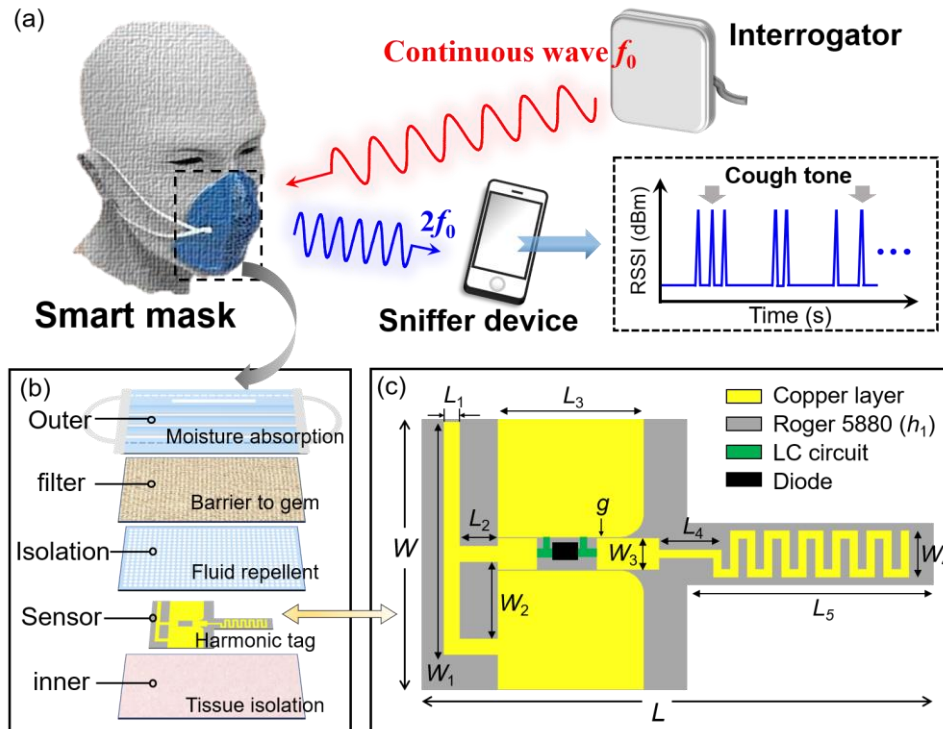 (a)
Continuous wave f0
Interrogator
2f0
Smart mask
Sniffer device
Cough tone
RSSI (dBm)
Time (s)
(b)
Outer
Moisture absorption
filter
Barrier to gem
Isolation
Fluid repellent
Sensor
Harmonic tag
inner
Tissue isolation
(c)
L1
L3
Copper layer
Roger 5880 (h1)
LC circuit
Diode
W
L2
g
W3
L4
W2
L5
W1
L